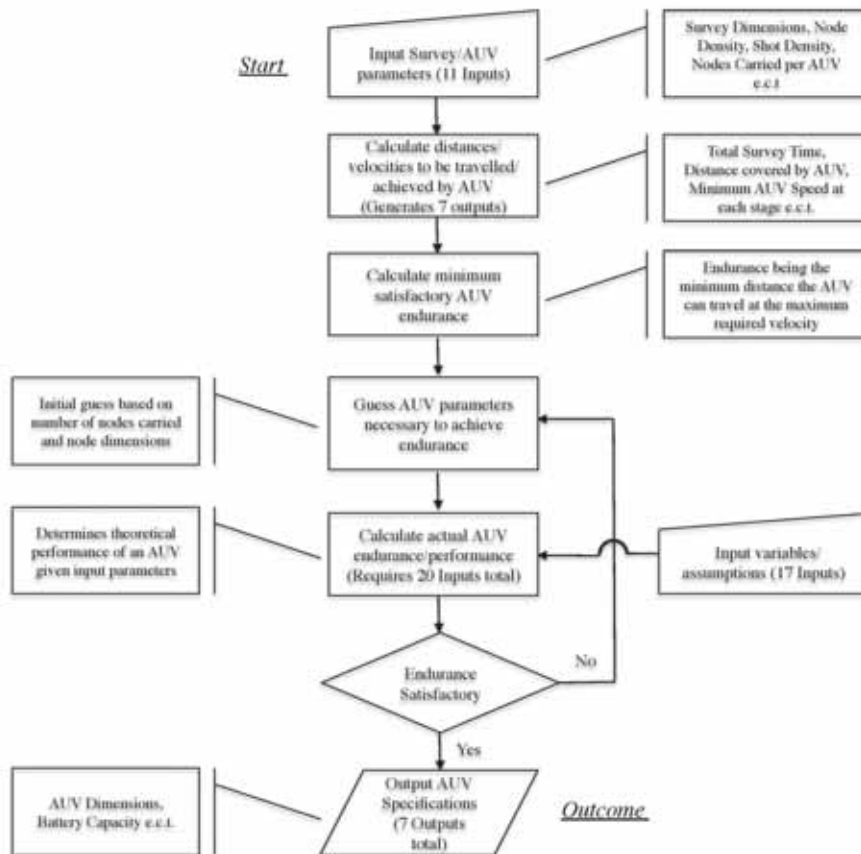 Start
Input Survey/AUV
parameters (11 Inputs)
Survey Dimensions, Node
Density, Shot Density,
Nodes Carried per AUV
e.c.t
Calculate distances/
velocities to be travelled/
achieved by AUV
(Generates 7 outputs)
Total Survey Time,
Distance covered by AUV,
Minimum AUV Speed at
each stage e.c.t.
Calculate minimum
satisfactory AUV
endurance
Endurance being the
minimum distance the AUV
can travel at the maximum
required velocity
Initial guess based on
number of nodes carried
and node dimensions
Guess AUV parameters
necessary to achieve
endurance
Determines theoretical
performance of an AUV
given input parameters
Calculate actual AUV
endurance/performance
(Requires 20 Inputs total)
Input variables/
assumptions (17 Inputs)
Endurance
Satisfactory
No
Yes
AUV Dimensions,
Battery Capacity e.c.t.
Output AUV
Specifications
(7 Outputs
total)
Outcome